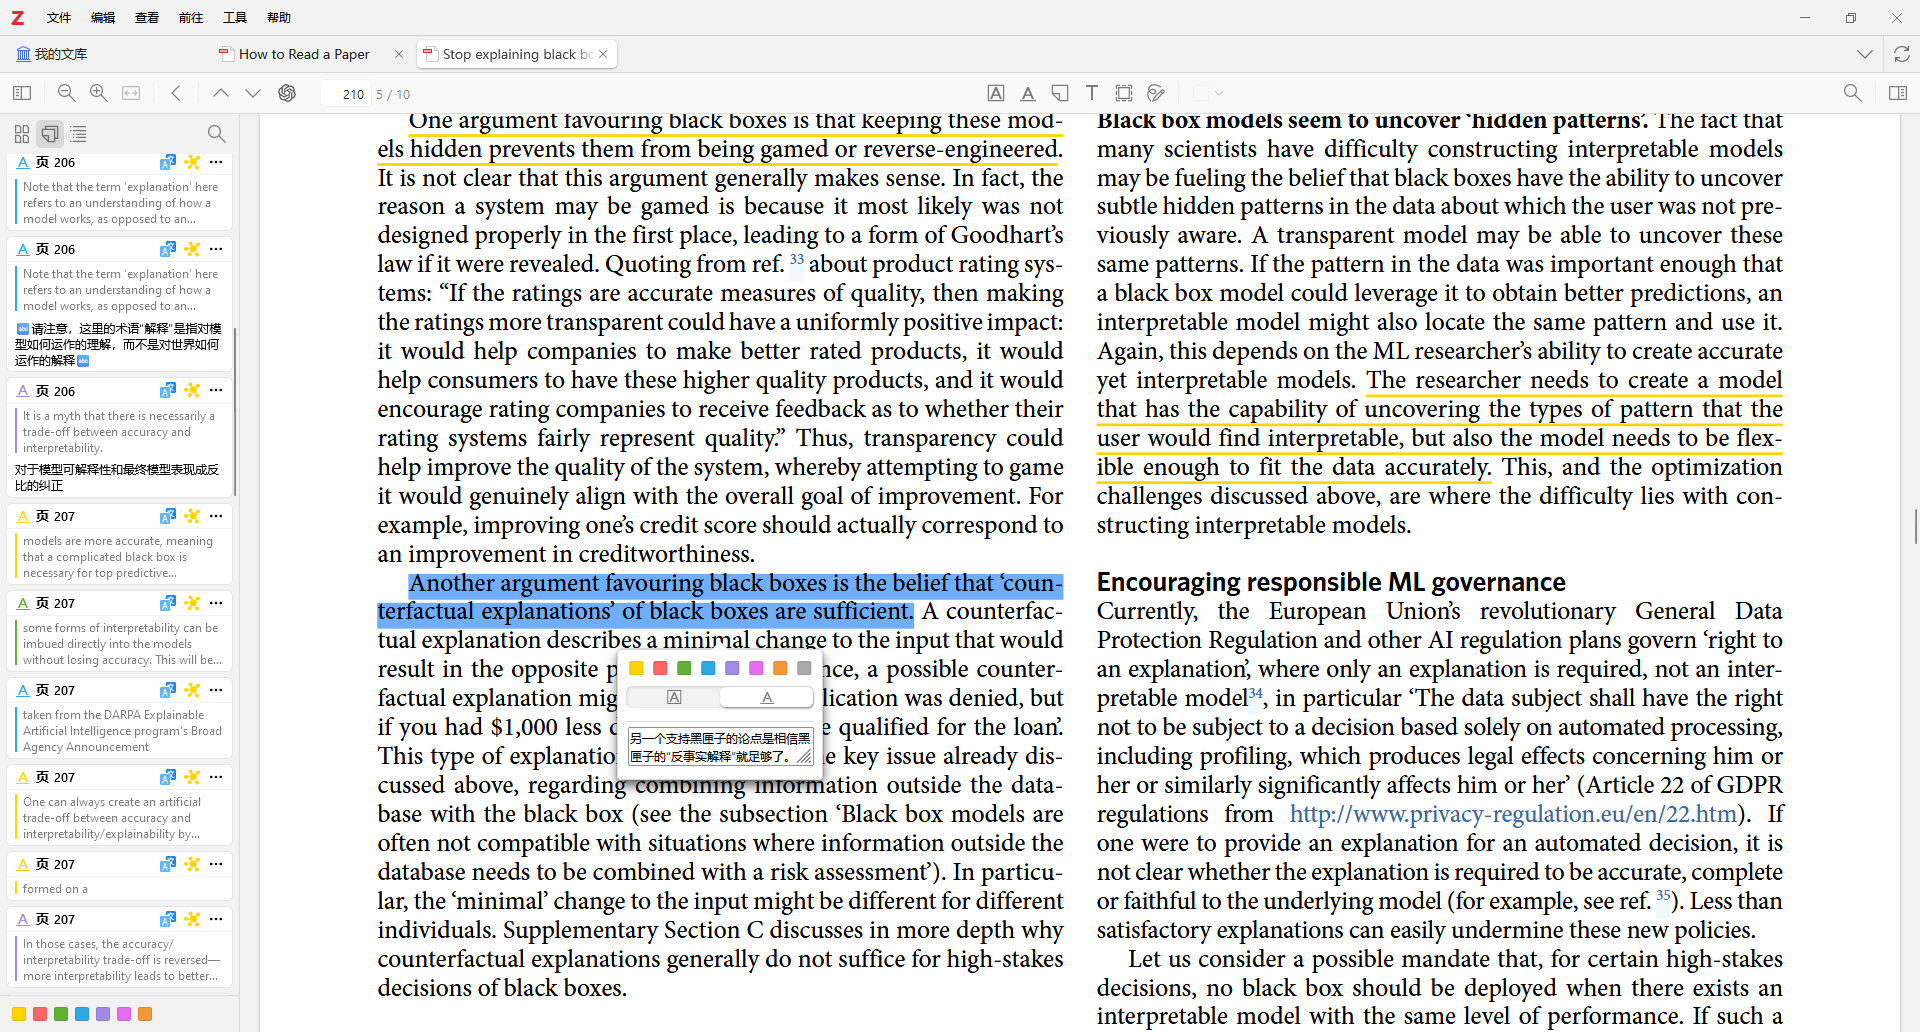 文件 编辑 查看 前往 工具 帮助
我的文库 How to Read a Paper Stop explaining black bo
210 5 / 10
页 206
Note that the term ‘explanation’ here
refers to an understanding of how a
model works, as opposed to an...
页 206
Note that the term ‘explanation’ here
refers to an understanding of how a
model works, as opposed to an...
请注意，这里的术语“解释”是指对模
型如何运作的理解，而不是对世界如何
运作的解释
页 206
It is a myth that there is necessarily a
trade-off between accuracy and
interpretability.
对于模型可解释性和最终模型表现成反
比的纠正
页 207
models are more accurate, meaning
that a complicated black box is
necessary for top predictive...
页 207
some forms of interpretability can be
imbued directly into the models
without losing accuracy. This will be...
页 207
taken from the DARPA Explainable
Artificial Intelligence program's Broad
Agency Announcement
页 207
One can always create an artificial
trade-off between accuracy and
interpretability/explainability by...
页 207
formed on a
页 207
In those cases, the accuracy/
interpretability trade-off is reversed—
more interpretability leads to better...
One argument favouring black boxes is that keeping these mod-
els hidden prevents them from being gamed or reverse-engineered.
It is not clear that this argument generally makes sense. In fact, the
reason a system may be gamed is because it most likely was not
designed properly in the first place, leading to a form of Goodhart’s
law if it were revealed. Quoting from ref. 33 about product rating sys-
tems: “If the ratings are accurate measures of quality, then making
the ratings more transparent could have a uniformly positive impact:
it would help companies to make better rated products, it would
help consumers to have these higher quality products, and it would
encourage rating companies to receive feedback as to whether their
rating systems fairly represent quality.” Thus, transparency could
help improve the quality of the system, whereby attempting to game
it would genuinely align with the overall goal of improvement. For
example, improving one’s credit score should actually correspond to
an improvement in creditworthiness.
Another argument favouring black boxes is the belief that ‘coun-
terfactual explanations’ of black boxes are sufficient. A counterfac-
tual explanation describes a minimal change to the input that would
result in the opposite p nce, a possible counter-
factual explanation mig lication was denied, but
if you had $1,000 less d e qualified for the loan’.
This type of explanatio e key issue already dis-
cussed above, regarding combining information outside the data-
base with the black box (see the subsection ‘Black box models are
often not compatible with situations where information outside the
database needs to be combined with a risk assessment’). In particu-
lar, the ‘minimal’ change to the input might be different for different
individuals. Supplementary Section C discusses in more depth why
counterfactual explanations generally do not suffice for high-stakes
decisions of black boxes.
另一个支持黑匣子的论点是相信黑
匣子的“反事实解释”就足够了。
Black box models seem to uncover ‘hidden patterns’. The fact that
many scientists have difficulty constructing interpretable models
may be fueling the belief that black boxes have the ability to uncover
subtle hidden patterns in the data about which the user was not pre-
viously aware. A transparent model may be able to uncover these
same patterns. If the pattern in the data was important enough that
a black box model could leverage it to obtain better predictions, an
interpretable model might also locate the same pattern and use it.
Again, this depends on the ML researcher’s ability to create accurate
yet interpretable models. The researcher needs to create a model
that has the capability of uncovering the types of pattern that the
user would find interpretable, but also the model needs to be flex-
ible enough to fit the data accurately. This, and the optimization
challenges discussed above, are where the difficulty lies with con-
structing interpretable models.
Encouraging responsible ML governance
Currently, the European Union’s revolutionary General Data
Protection Regulation and other AI regulation plans govern ‘right to
an explanation’, where only an explanation is required, not an inter-
pretable model34, in particular ‘The data subject shall have the right
not to be subject to a decision based solely on automated processing,
including profiling, which produces legal effects concerning him or
her or similarly significantly affects him or her’ (Article 22 of GDPR
regulations from http://www.privacy-regulation.eu/en/22.htm). If
one were to provide an explanation for an automated decision, it is
not clear whether the explanation is required to be accurate, complete
or faithful to the underlying model (for example, see ref. 35). Less than
satisfactory explanations can easily undermine these new policies.
Let us consider a possible mandate that, for certain high-stakes
decisions, no black box should be deployed when there exists an
interpretable model with the same level of performance. If such a